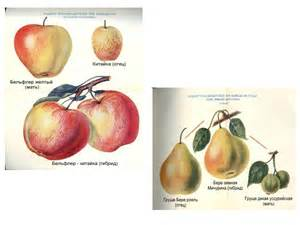 Китайка (отец)
Бельфлер желтый
(мать)
Бельфлер - китайка (гибрид)
Бере зимняя
Мичурина (гибрид)
Груша Бере рояль
(отец)
Груша дикая уссурийская
(мать)